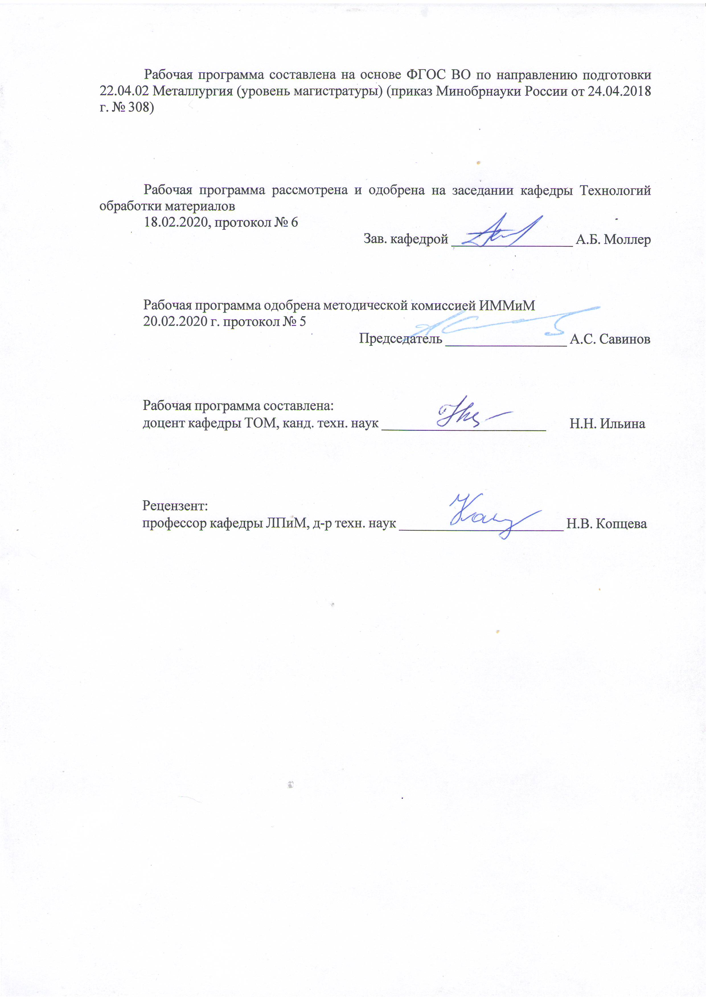 Рабочая программа составлена на основе ФГОС ВО по направлению подготовки
22.04.02 Металлургия (уровень магистратуры) (приказ Минобрнауки России от 24.04.2018
г. № 308)
Рабочая программа рассмотрена и одобрена на заседании кафедры Технологий
обработки материалов
18.02.2020, протокол № 6
Зав. кафедрой ________________ А.Б. Моллер
Рабочая программа одобрена методической комиссией ИММиМ
20.02.2020 г. протокол № 5
Председатель ________________ А.С. Савинов
Рабочая программа составлена:
доцент кафедры ТОМ, канд. техн. наук ______________________ Н.Н. Ильина
Рецензент:
профессор кафедры ЛПиМ, д-р техн. наук ______________________ Н.В. Копцева